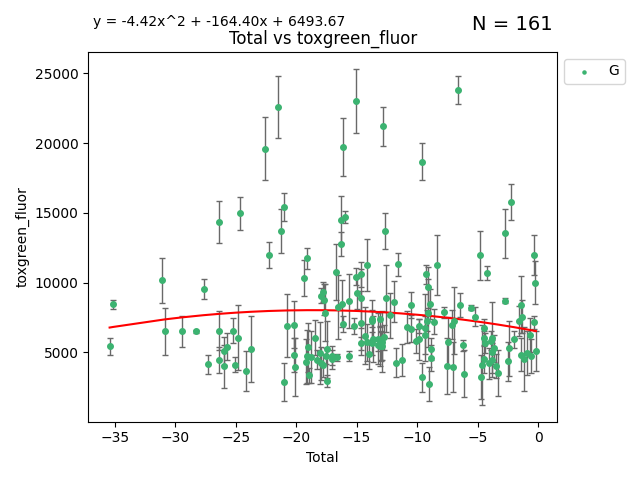 y = -4.42x^2 + -164.40x + 6493.67
N = 161
Total vs toxgreen_fluor
G
toxgreen_fluor
25000
20000
15000
10000
5000
−35
−30
−25
−20
−15
−10
−5
0
Total